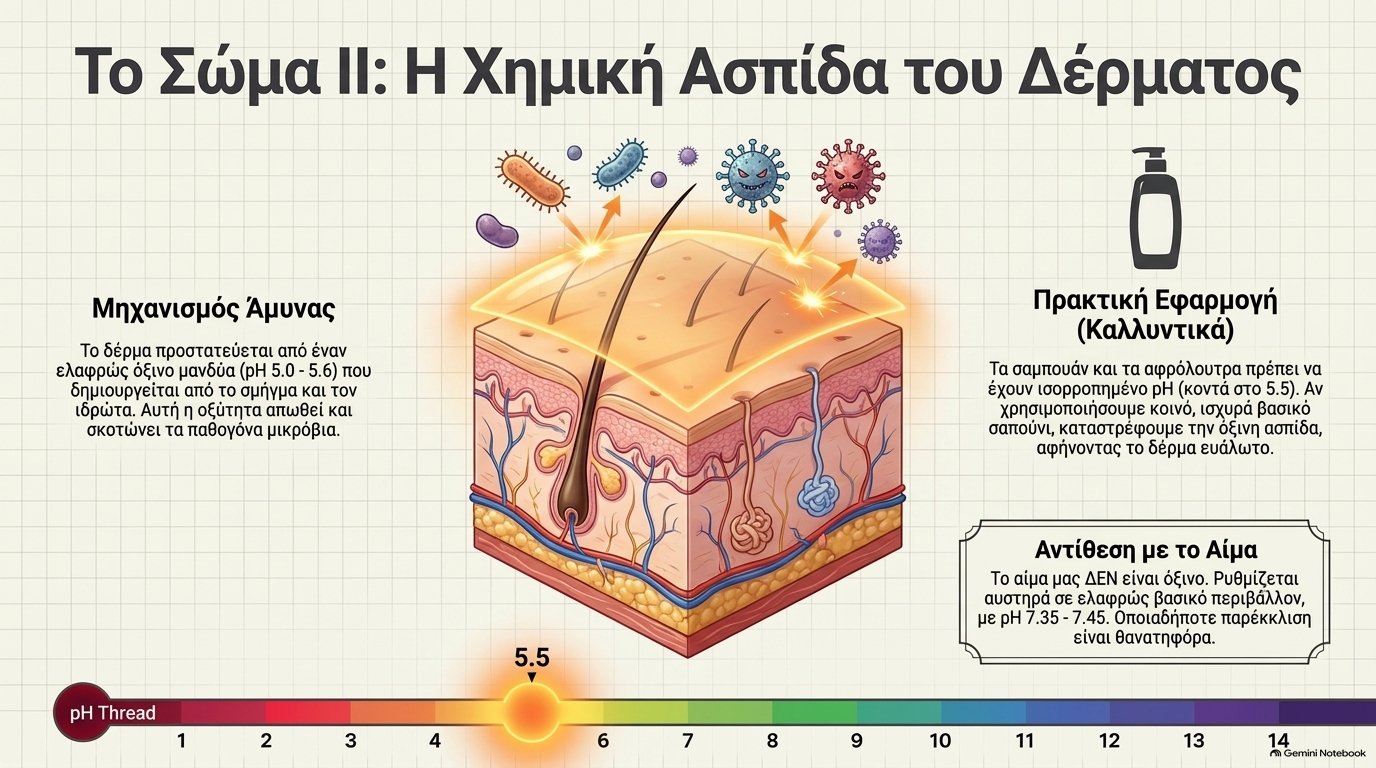 Το Σώμα ΙΙ: Η Χημική Ασπίδα του Δέρματος
Μηχανισμός Άμυνας
Το δέρμα προστατεύεται από έναν
ελαφρώς όξινο μανδύα (pH 5.0 - 5.6) που
δημιουργείται από το σμήγμα και τον
ιδρώτα. Αυτή η οξύτητα απωθεί και
σκοτώνει τα παθογόνα μικρόβια.
Πρακτική Εφαρμογή
(Καλλυντικά)
Τα σαμπουάν και τα αφρόλουτρα πρέπει να
έχουν ισορροπημένο pH (κοντά στο 5.5). Αν
χρησιμοποιήσουμε κοινό, ισχυρά βασικό
σαπούνι, καταστρέφουμε την όξινη ασπίδα,
αφήνοντας το δέρμα ευάλωτο.
Αντίθεση με το Αίμα
Το αίμα μας ΔΕΝ είναι όξινο. Ρυθμίζεται
αυστηρά σε ελαφρώς βασικό περιβάλλον,
με pH 7.35 - 7.45. Οποιαδήποτε παρέκκλιση
είναι θανατηφόρα.
5.5
pH Thread
1 2 3 4 6 7 8 9 10 11 12 13 14
Gemini Notebook